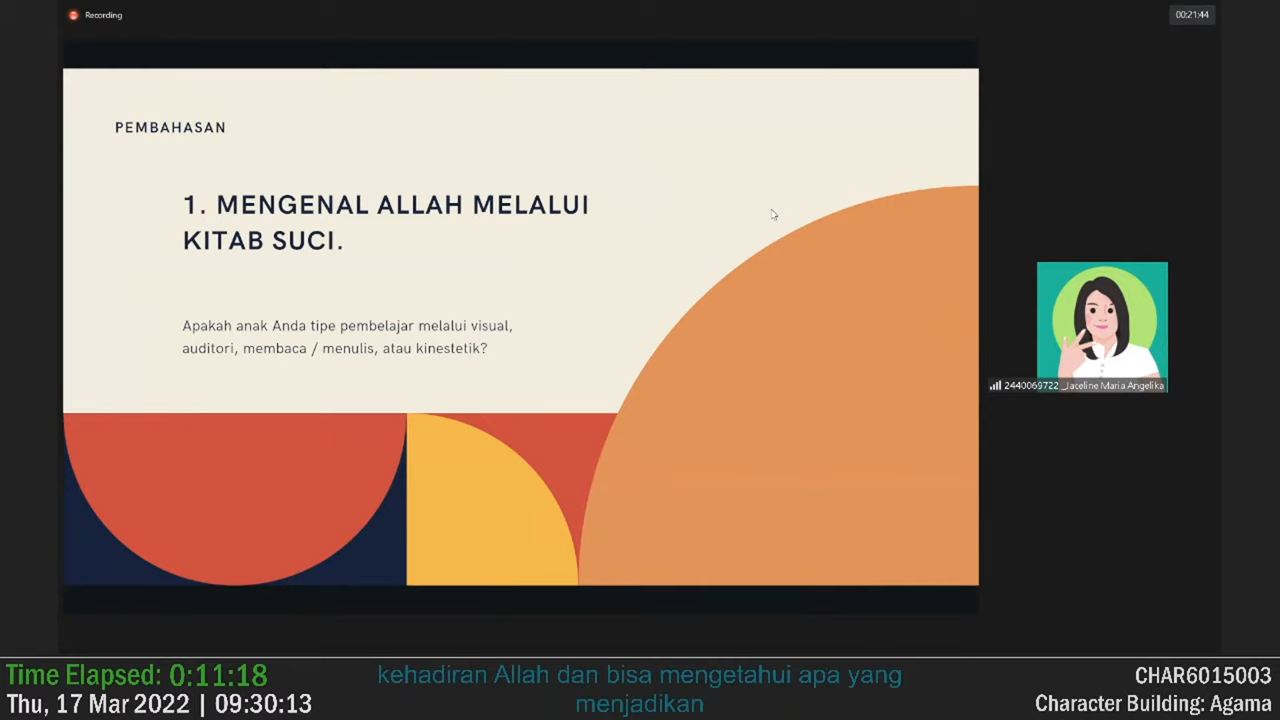 Recording
00:21:44
PEMBAHASAN
1. MENGENAL ALLAH MELALUI
KITAB SUCI.
Apakah anak Anda tipe pembelajar melalui visual,
auditori, membaca / menulis, atau kinestetik?
2440069722 _Jaceline Maria Angelika
Time Elapsed: 0:11:18
Thu, 17 Mar 2022 | 09:30:13
kehadiran Allah dan bisa mengetahui apa yang
menjadikan
CHAR6015003
Character Building: Agama